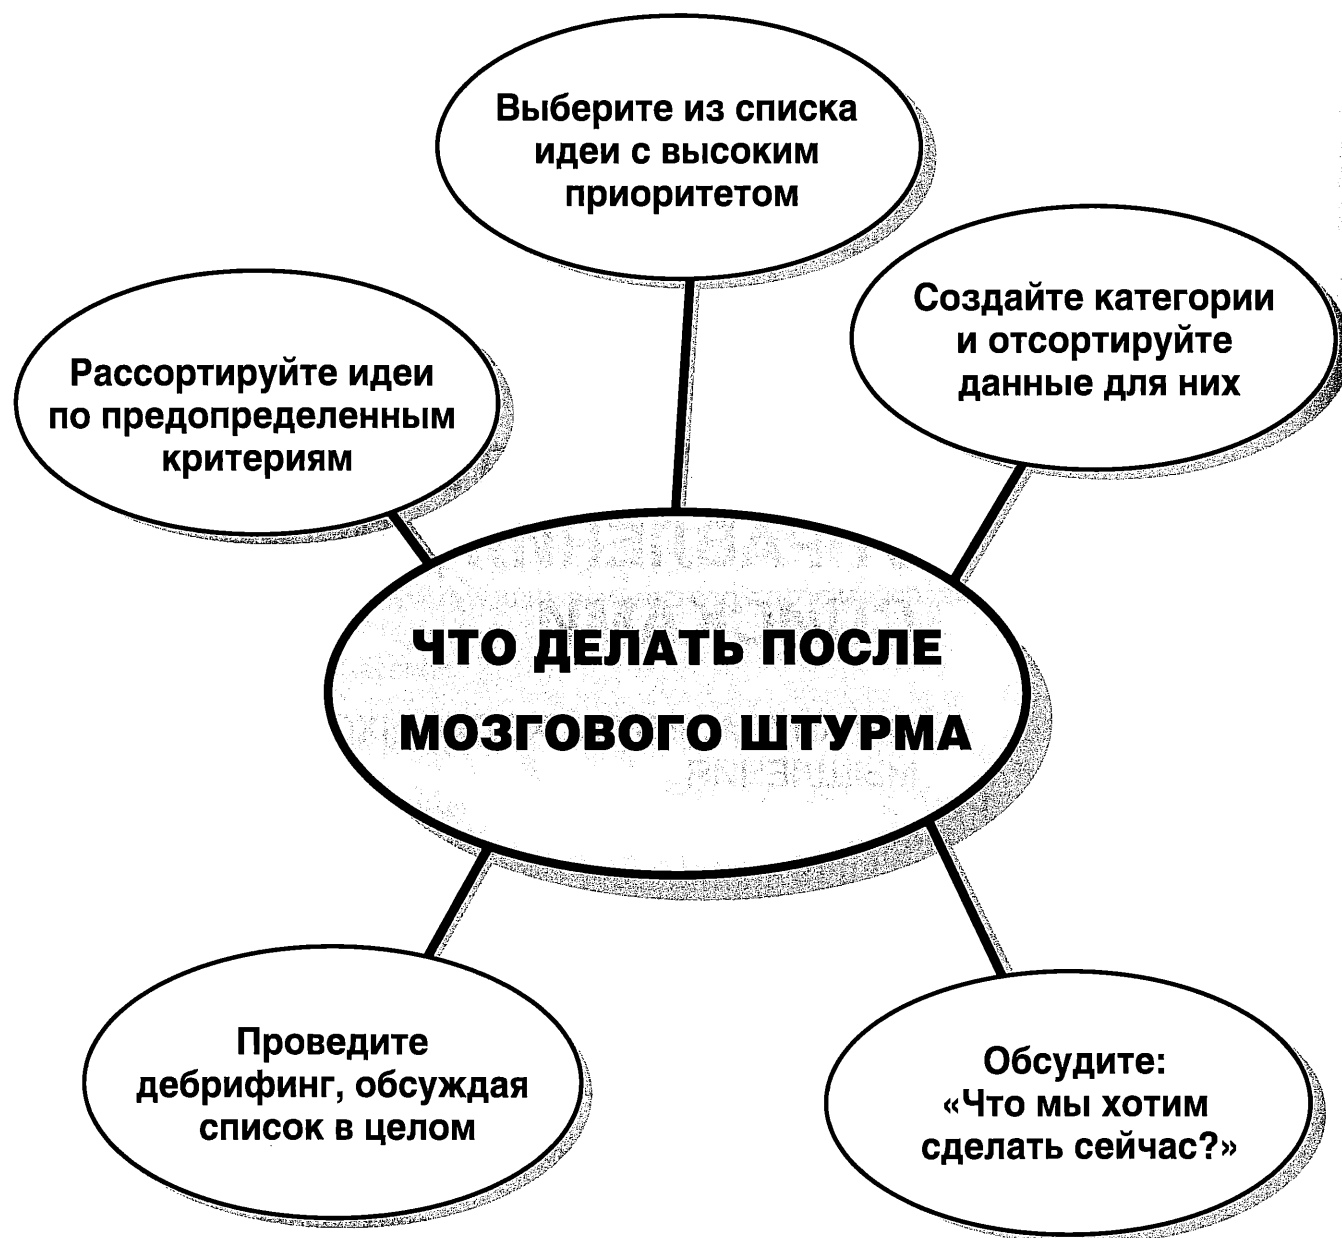 Выберите из списка
идеи с высоким
приоритетом
Создайте категории
и отсортируйте
данные для них
Рассортируйте идеи
по предопределенным
критериям
ЧТО ДЕЛАТЬ ПОСЛЕ
МОЗГОВОГО ШТУРМА
Проведите
дебрифинг, обсуждая
список в целом
Обсудите:
«Что мы хотим
сделать сейчас?»